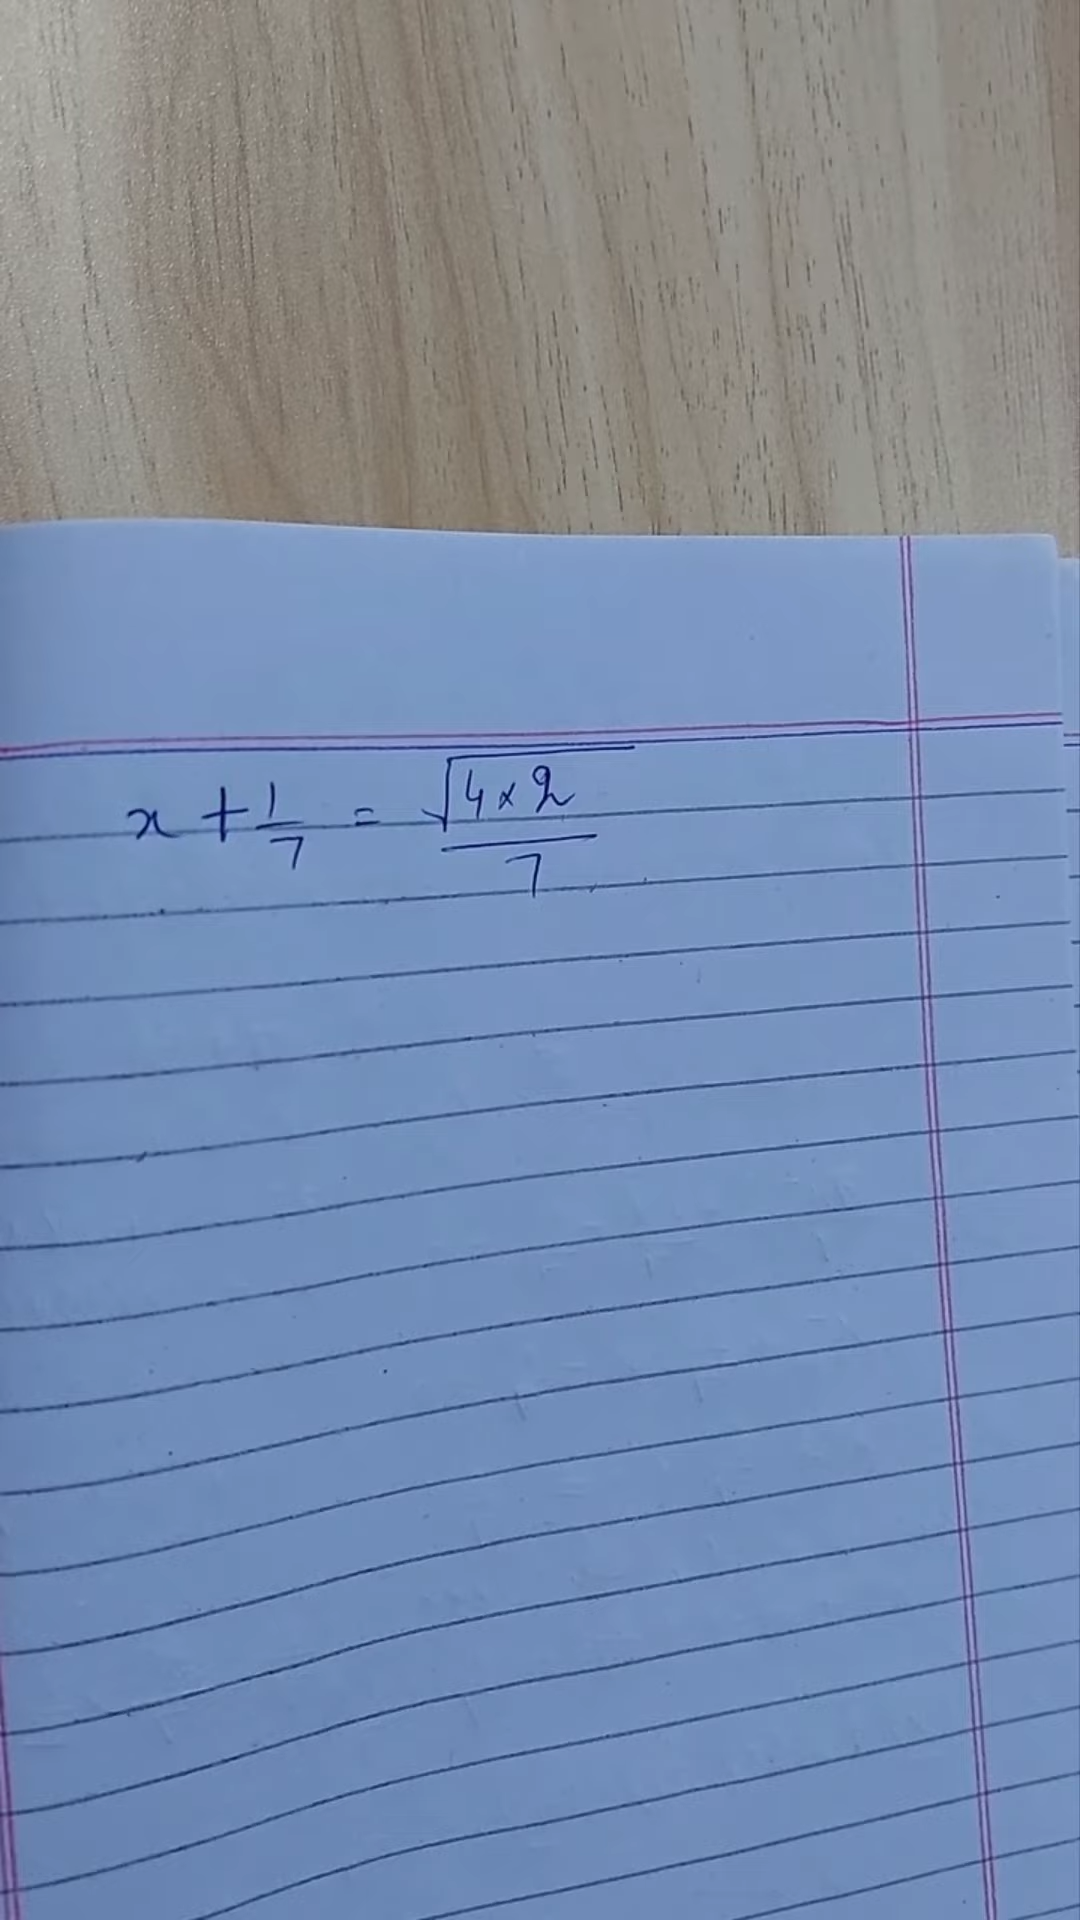 x + 1/7 = √(4 × 2)/7